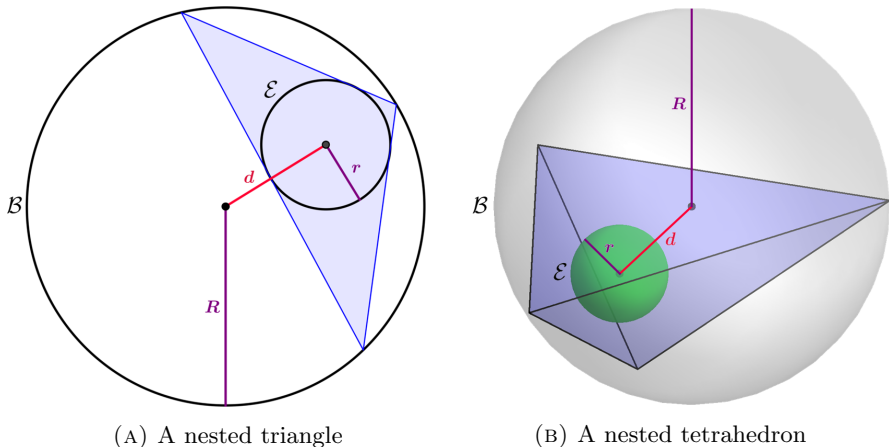 ℰ
d
r
ℬ
R
(A) A nested triangle
R
ℬ
r
d
ℰ
(B) A nested tetrahedron